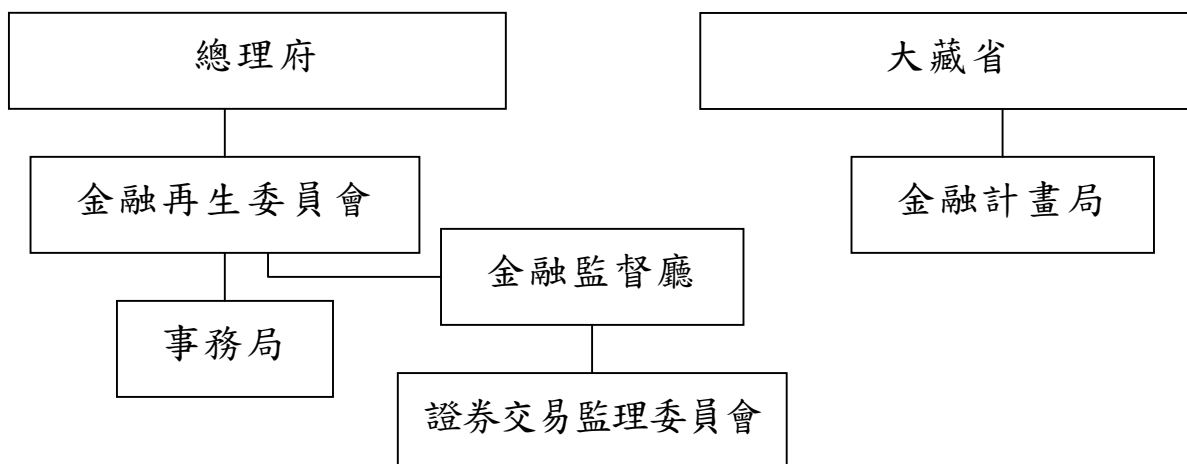 總理府
大藏省
金融再生委員會
金融計畫局
金融監督廳
事務局
證券交易監理委員會